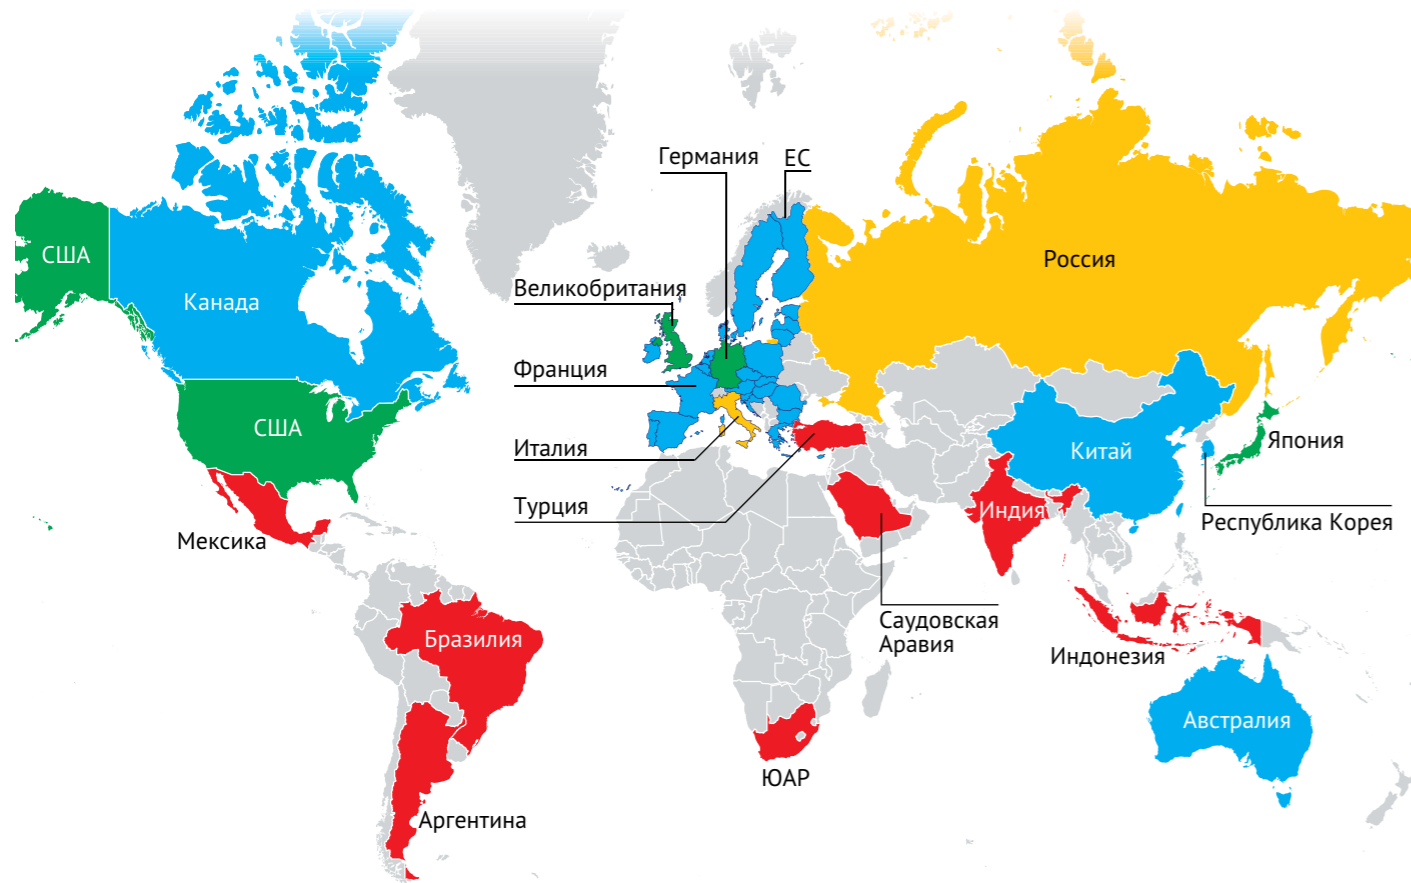 Германия
ЕС
США
Россия
Великобритания
Канада
Франция
США
Япония
Италия
Китай
Турция
Индия
Республика Корея
Мексика
Саудовская
Аравия
Бразилия
Индонезия
Австралия
ЮАР
Аргентина